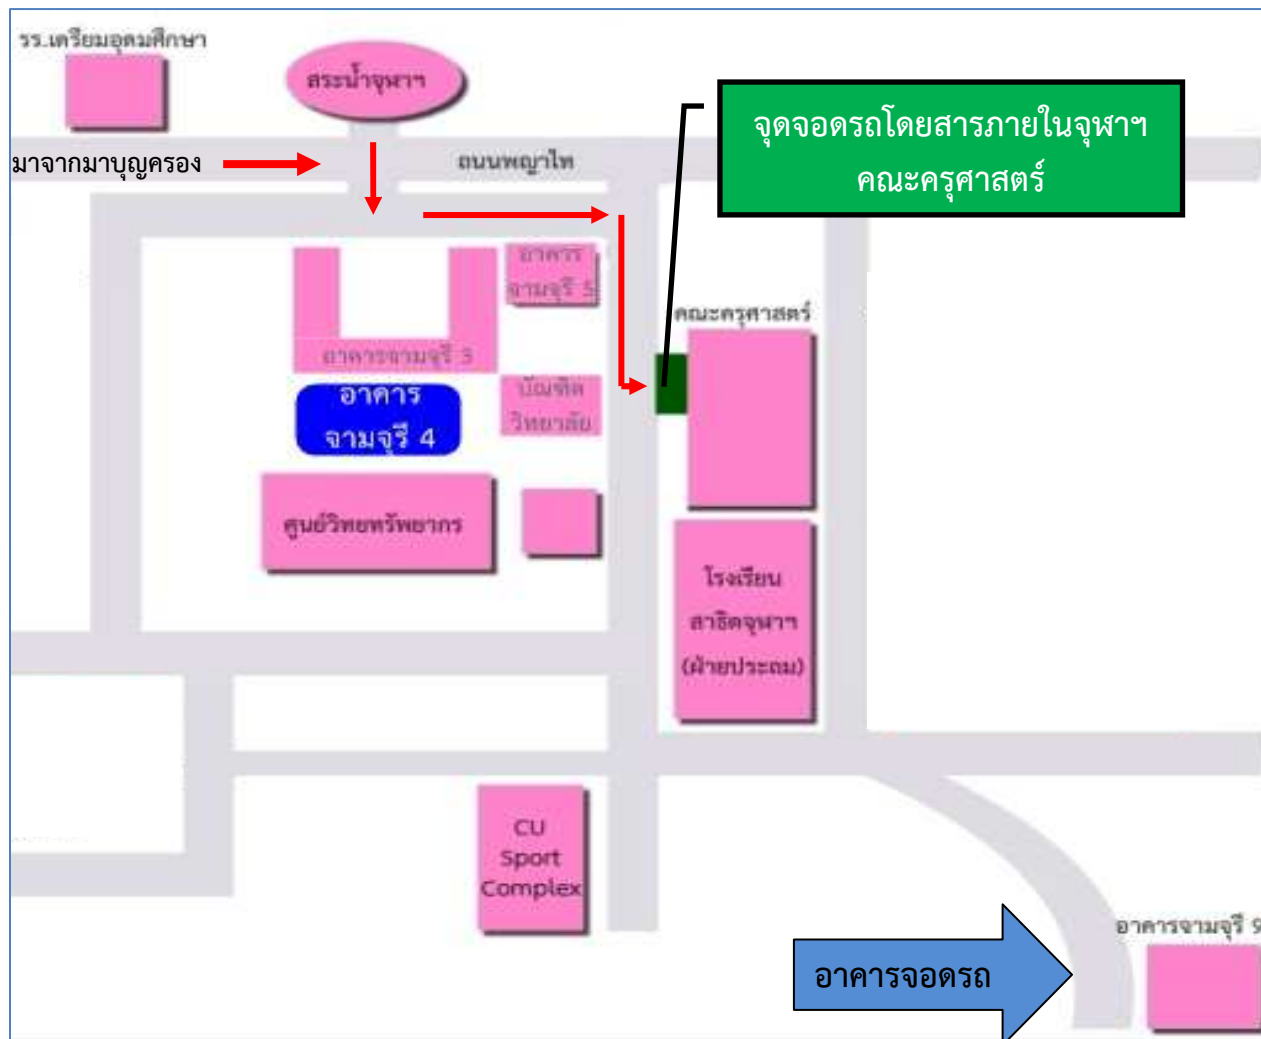 รร.เตรียมอุดมศึกษา
สระน้ำจุฬาฯ
จุดจอดรถโดยสารภายในจุฬาฯ
คณะครุศาสตร์
มาจากมาบุญครอง
ถนนพญาไท
อาคาร
จามจุรี 5
คณะครุศาสตร์
อาคารจามจุรี 3
อาคาร
จามจุรี 4
บัณฑิต
วิทยาลัย
ศูนย์วิทยทรัพยากร
โรงเรียน
สาธิตจุฬาฯ
(ฝ่ายประถม)
CU
Sport
Complex
อาคารจอดรถ
อาคารจามจุรี 9